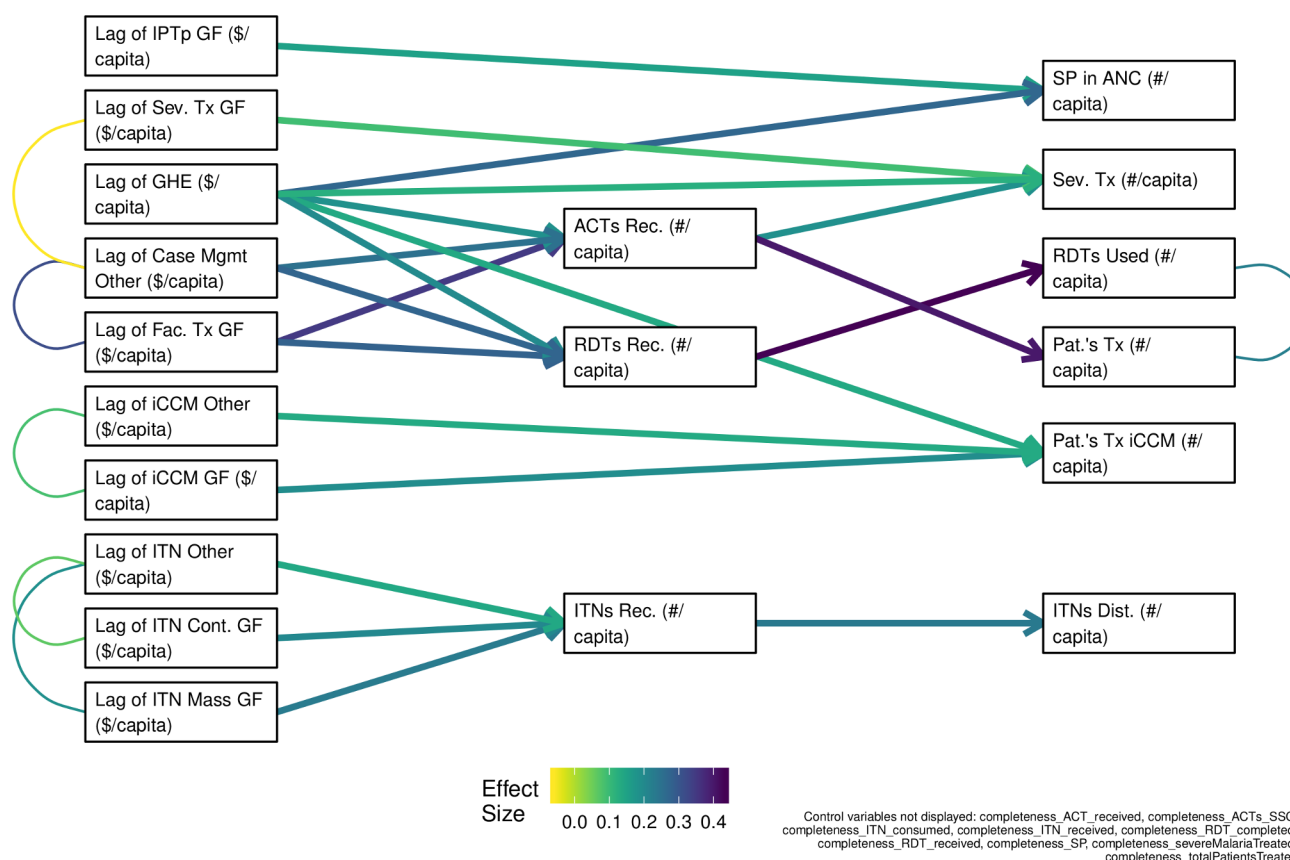 Lag of IPTp GF ($/
capita)
Lag of Sev. Tx GF
($/capita)
Lag of GHE ($/
capita)
Lag of Case Mgmt
Other ($/capita)
Lag of Fac. Tx GF
($/capita)
Lag of iCCM Other
($/capita)
Lag of iCCM GF ($/
capita)
Lag of ITN Other
($/capita)
Lag of ITN Cont. GF
($/capita)
Lag of ITN Mass GF
($/capita)
ACTs Rec. (#/
capita)
RDTs Rec. (#/
capita)
ITNs Rec. (#/
capita)
SP in ANC (#/
capita)
Sev. Tx (#/capita)
RDTs Used (#/
capita)
Pat.'s Tx (#/
capita)
Pat.'s Tx iCCM (#/
capita)
ITNs Dist. (#/
capita)
Effect
Size
0.0 0.1 0.2 0.3 0.4
Control variables not displayed: completeness_ACT_received, completeness_ACTs_SSC
completeness_ITN_consumed, completeness_ITN_received, completeness_RDT_completed
completeness_RDT_received, completeness_SP, completeness_severeMalariaTreated
completeness_totalPatientsTreated